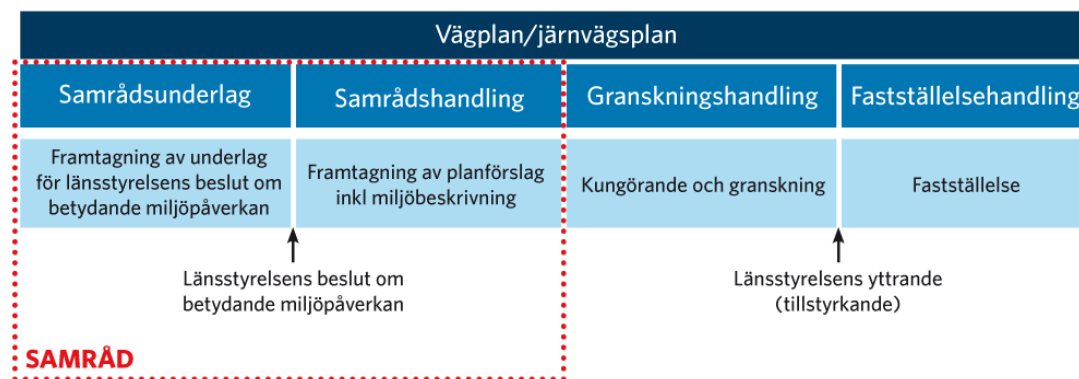 Vägplan/järnvägsplan
Samrådsunderlag
Samrådshandling
Granskningshandling
Fastställelsehandling
Framtagning av underlag
för länsstyrelsens beslut om
betydande miljöpåverkan
Framtagning av planförslag
inkl miljöbeskrivning
Kungörande och granskning
Fastställelse
Länsstyrelsens beslut om
betydande miljöpåverkan
Länsstyrelsens yttrande
(tillstyrkande)
SAMRÅD